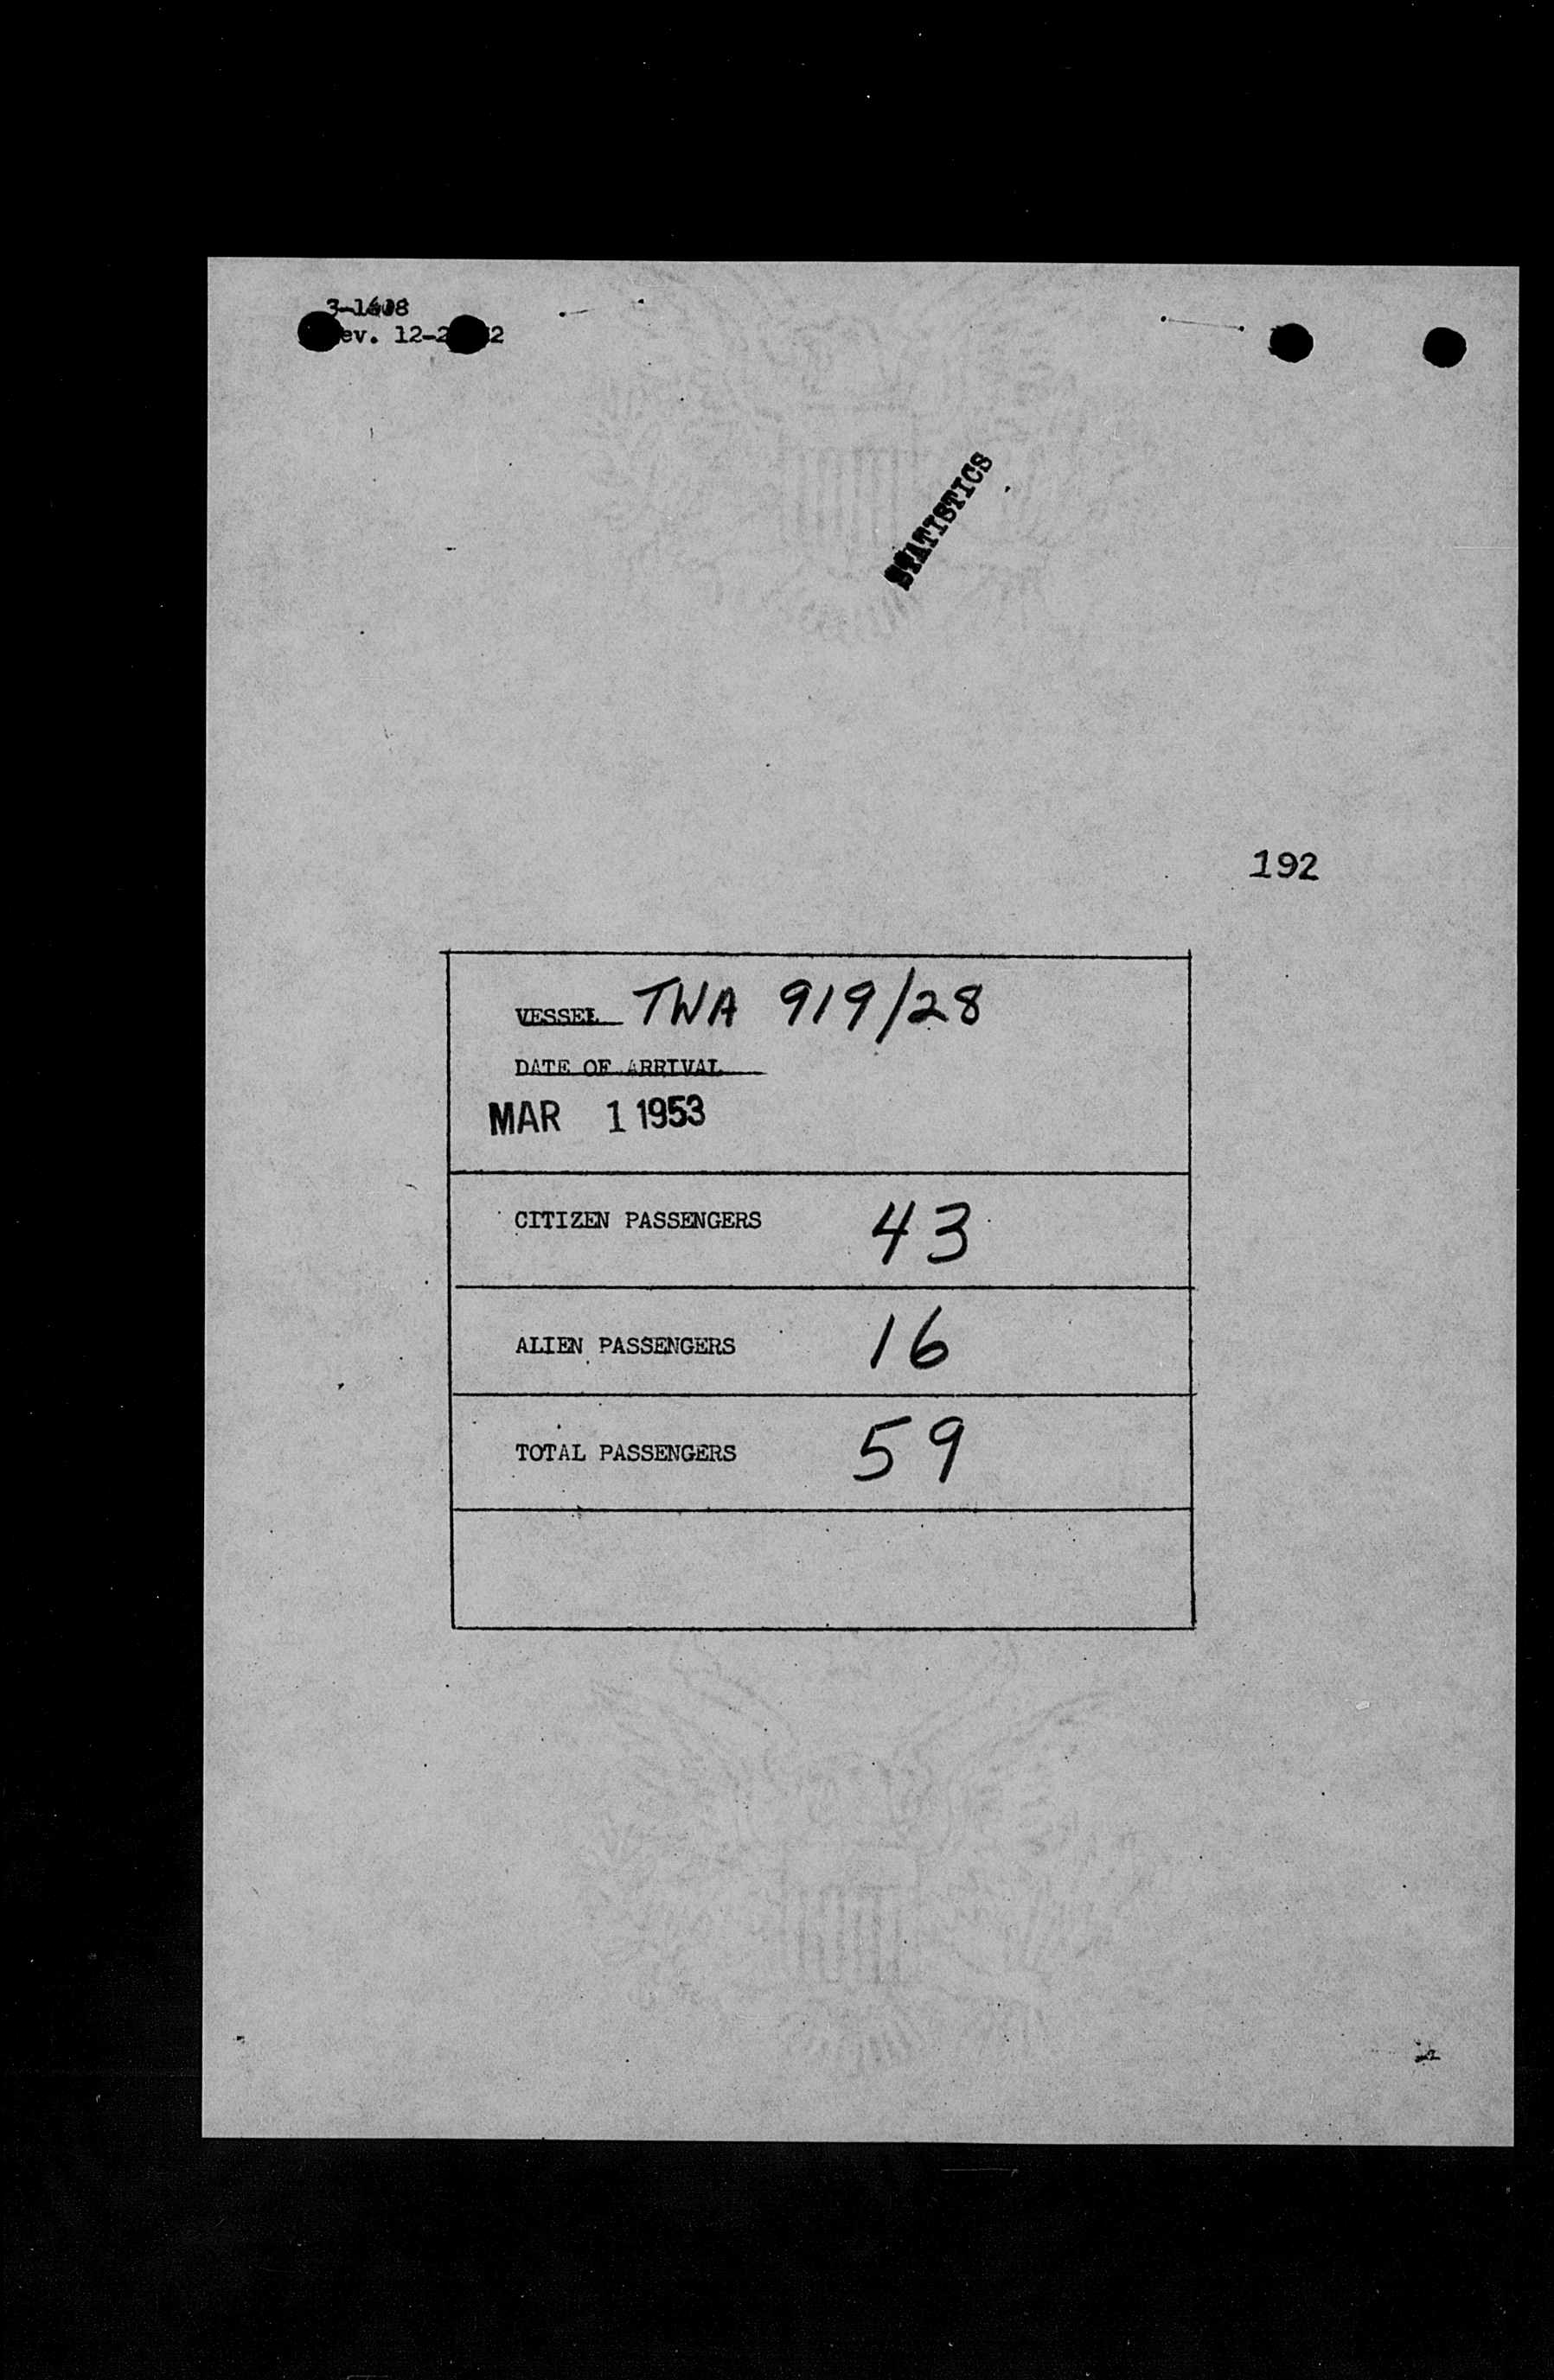 3-1608
ev. 12-2 2
STATISTICS
192
VESSEL TWA 919/28
DATE OF ARRIVAL
MAR 1 1953
CITIZEN PASSENGERS 43
ALIEN PASSENGERS 16
TOTAL PASSENGERS 59